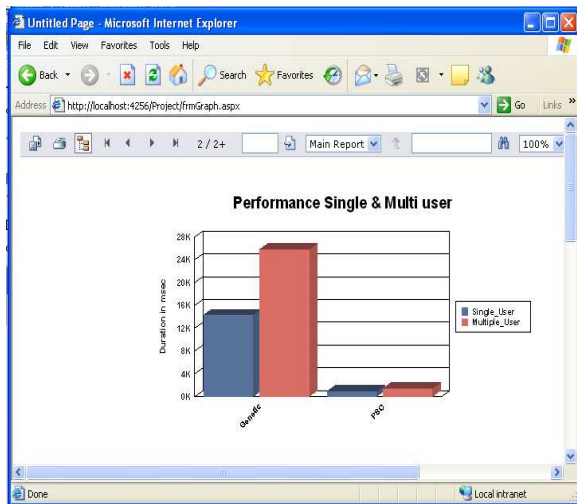 Untitled Page - Microsoft Internet Explorer
File Edit View Favorites Tools Help
Back Search Favorites
Address http://localhost:4256/Project/frmGraph.aspx Go Links »
2 / 2+ Main Report 100%
Performance Single & Multi user
28K
24K
20K
16K
12K
8K
4K
0K
Duration in msec
Genetic
PSO
Single_User
Multiple_User
Done Local intranet